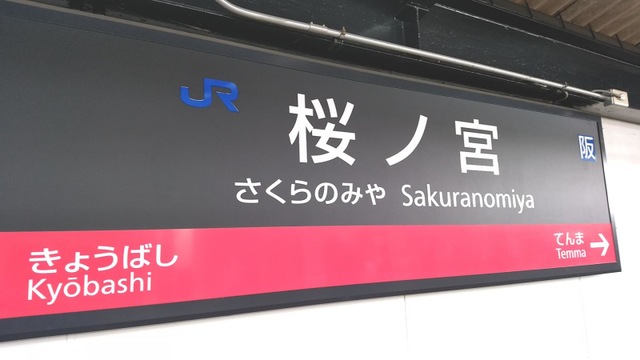 JR
桜ノ宮
阪
さくらのみや Sakuranomiya
きょうばし
Kyōbashi
てんま
Temma